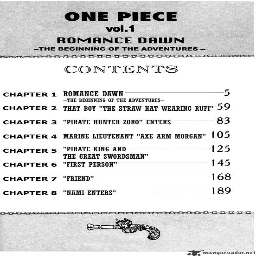 ONE PIECE
vol.1
ROMANCE DAWN
-THE BEGINNING OF THE ADVENTURES-
CONTENTS
CHAPTER 1 ROMANCE DAWN 5
-THE BEGINNING OF THE ADVENTURES-
CHAPTER 2 THAT BOY "THE STRAW HAT WEARING RUFF" 59
CHAPTER 3 "PIRATE HUNTER ZORO" ENTERS 83
CHAPTER 4 MARINE LIEUTENANT "AXE ARM MORGAN" 105
CHAPTER 5 "PIRATE KING AND
THE GREAT SWORDSMAN" 125
CHAPTER 6 "FIRST PERSON" 145
CHAPTER 7 "FRIEND" 168
CHAPTER 8 "NAMI ENTERS" 189